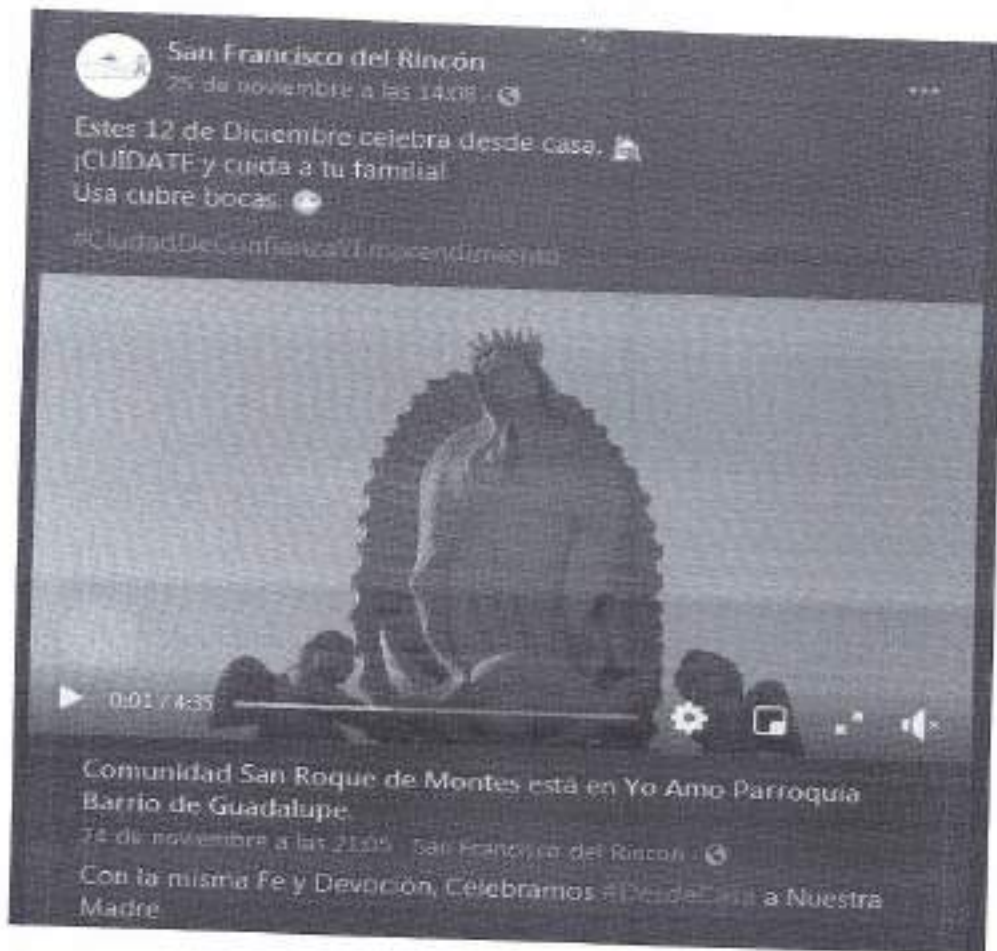 San Francisco del Rincón
25 de noviembre a las 14:08 ·
Estes 12 de Diciembre celebra desde casa.
¡CUÍDATE y cuida a tu familia!
Usa cubre bocas.
#CiudadDeConfianzaYEmprendimiento
0:01 / 4:35
Comunidad San Roque de Montes está en Yo Amo Parroquia
Barrio de Guadalupe.
24 de noviembre a las 21:05 · San Francisco del Rincón ·
Con la misma Fe y Devoción, Celebramos #DesdeCasa a Nuestra
Madre